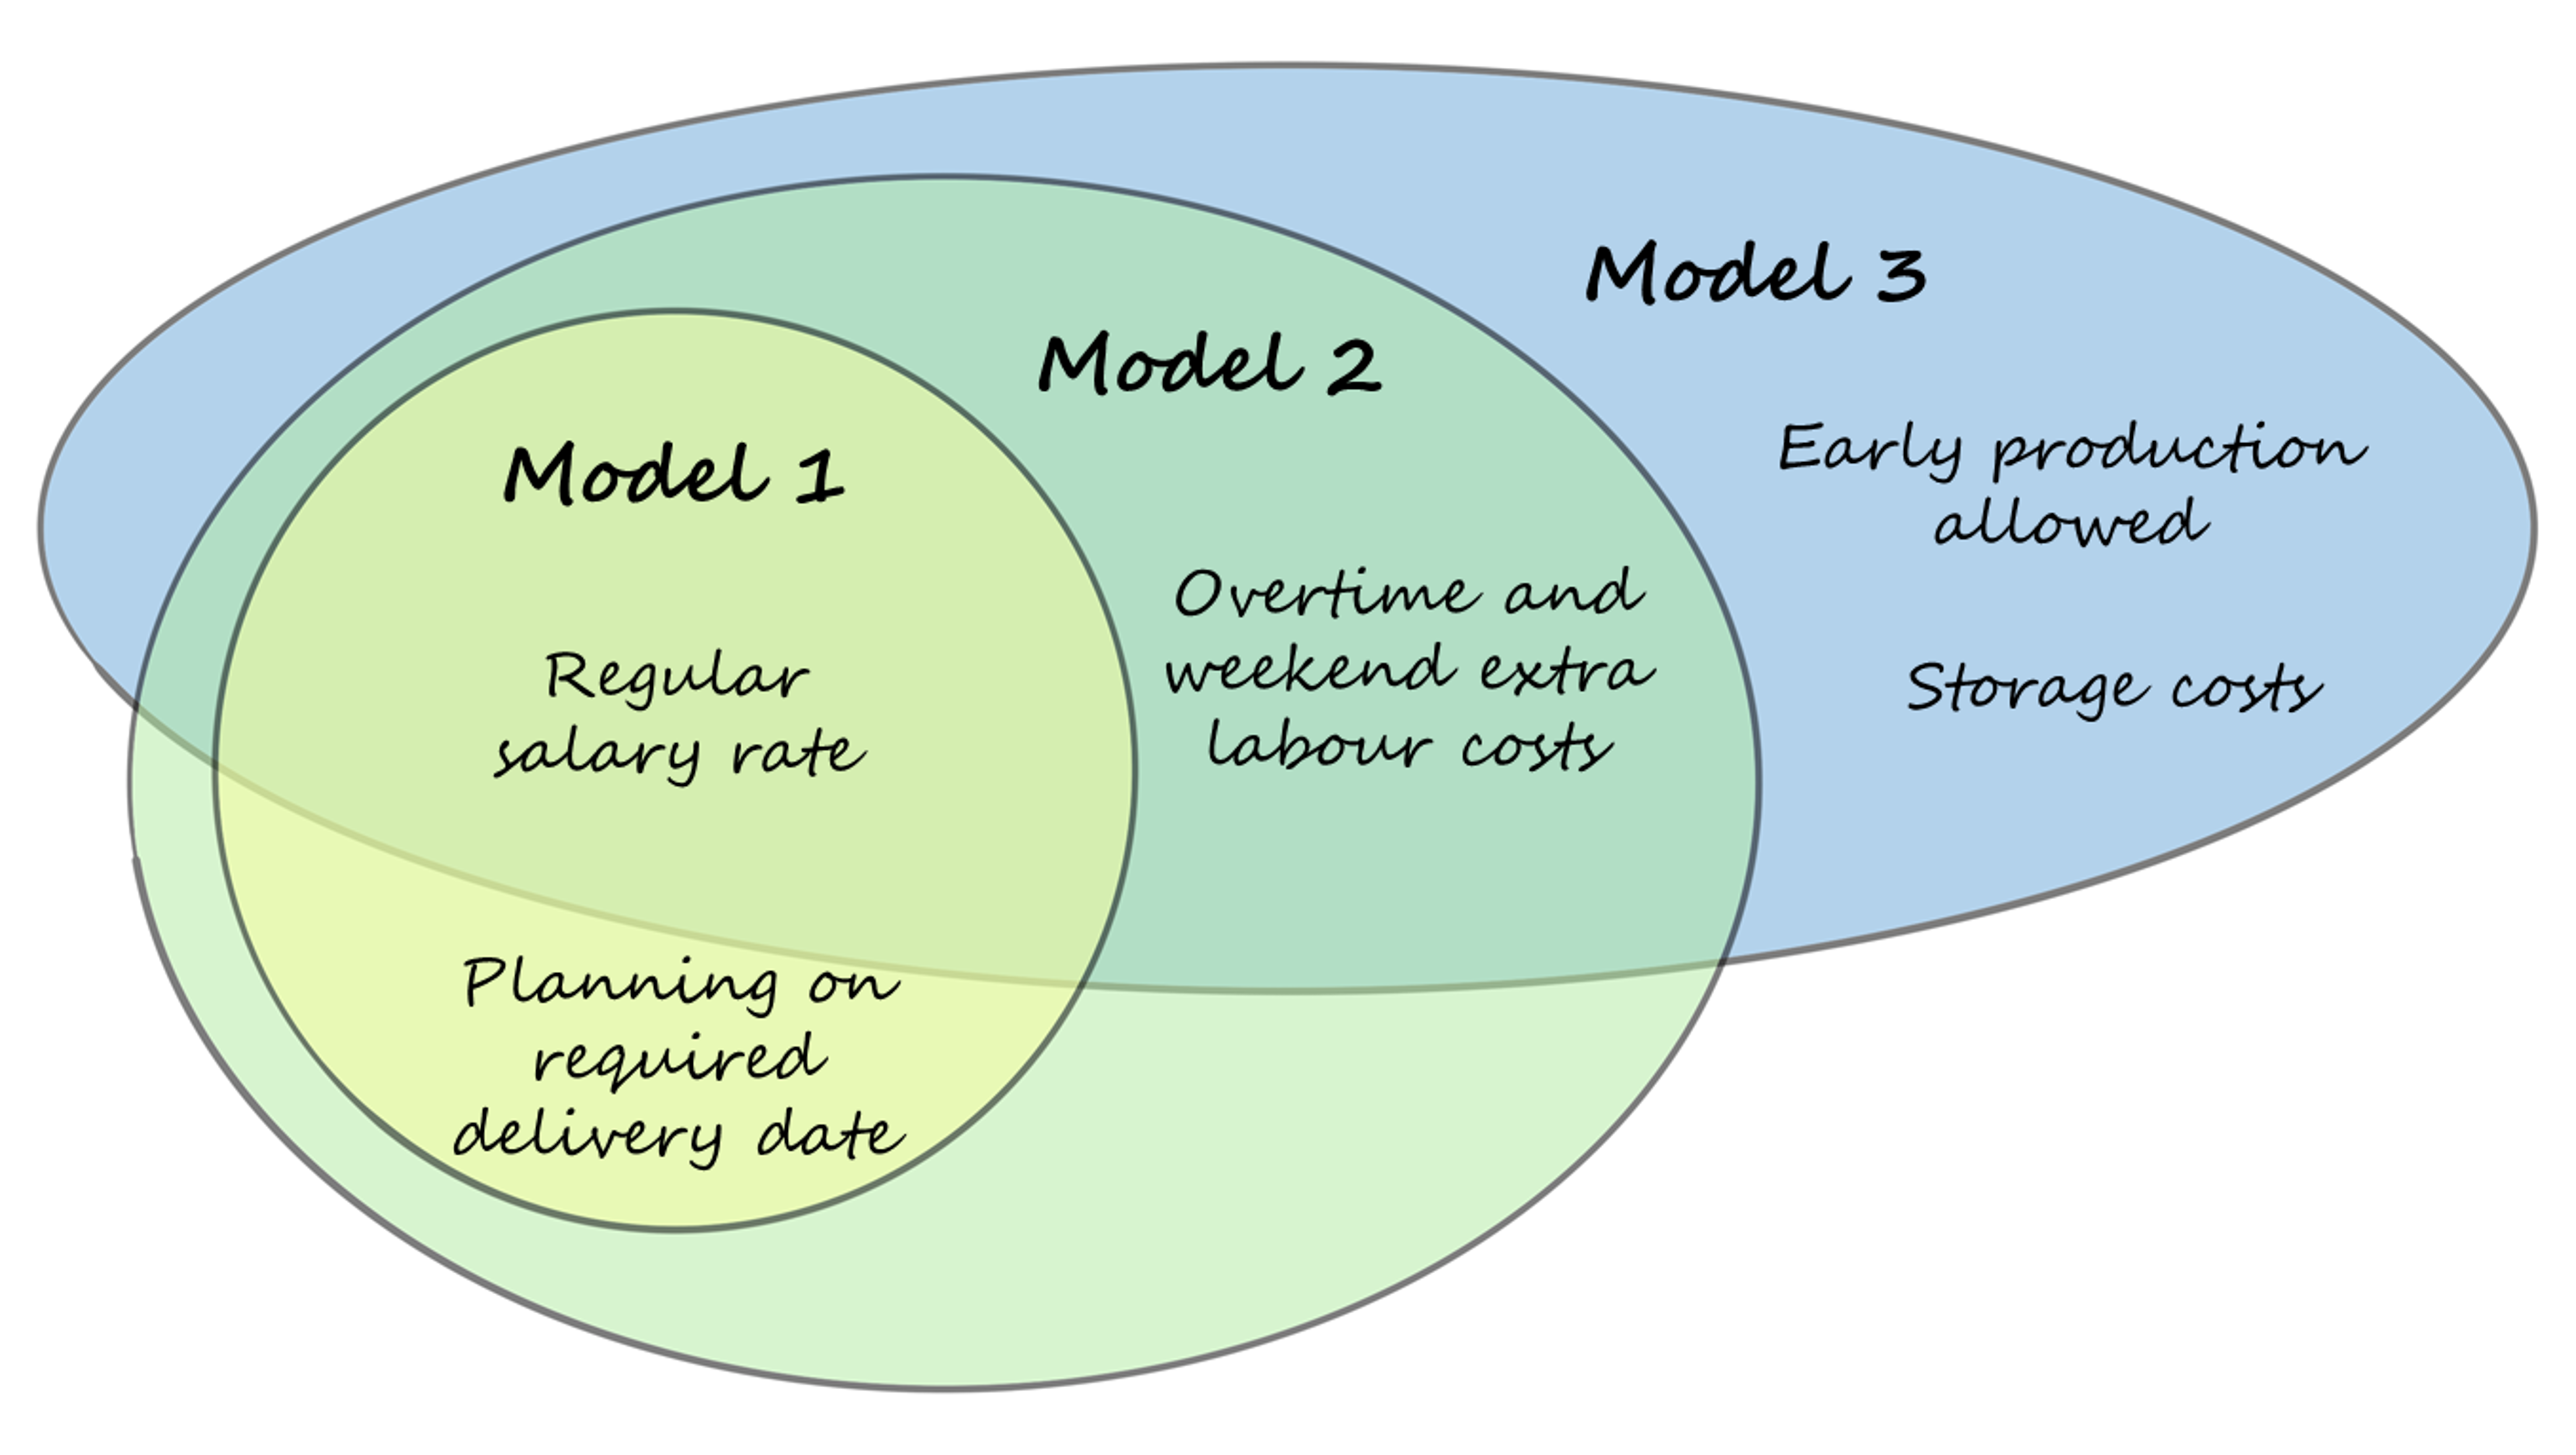 Model 1
Regular
salary rate
Planning on
required
delivery date
Model 2
Overtime and
weekend extra
labour costs
Model 3
Early production
allowed
Storage costs